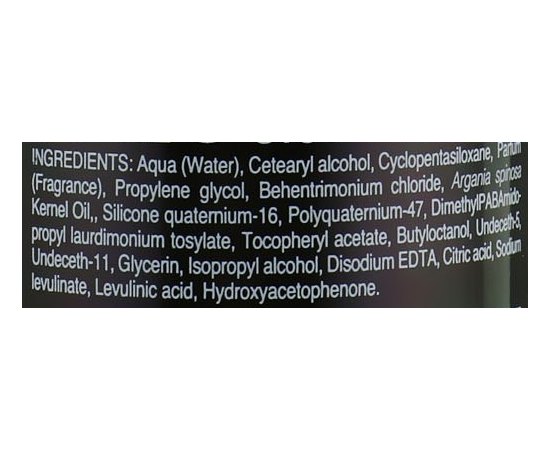 INGREDIENTS: Aqua (Water), Cetearyl alcohol, Cyclopentasiloxane, Parfum
(Fragrance), Propylene glycol, Behentrimonium chloride, Argania spinosa
Kernel Oil,, Silicone quaternium-16, Polyquaternium-47, DimethylPABAmido-
propyl laurdimonium tosylate, Tocopheryl acetate, Butyloctanol, Undeceth-5,
Undeceth-11, Glycerin, Isopropyl alcohol, Disodium EDTA, Citric acid, Sodium
levulinate, Levulinic acid, Hydroxyacetophenone.